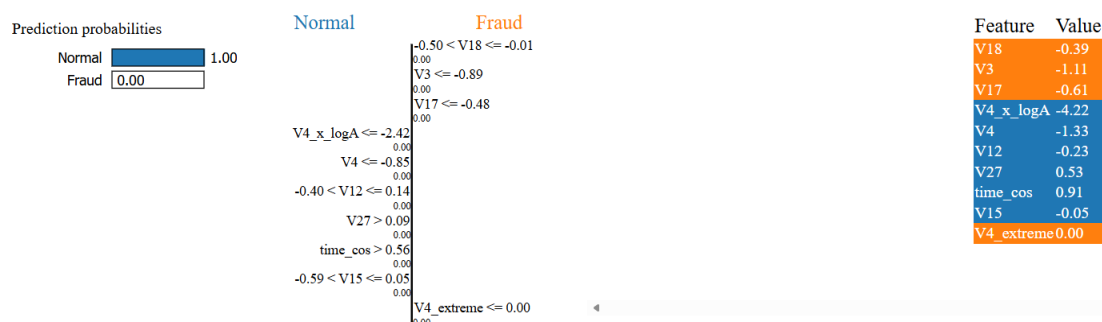 Prediction probabilities
Normal 1.00
Fraud 0.00
Normal Fraud
-0.50 < V18 <= -0.01
0.00
V3 <= -0.89
0.00
V17 <= -0.48
0.00
V4_x_logA <= -2.42
0.00
V4 <= -0.85
0.00
-0.40 < V12 <= 0.14
0.00
V27 > 0.09
0.00
time_cos > 0.56
0.00
-0.59 < V15 <= 0.05
0.00
V4_extreme <= 0.00
0.00
Feature Value
V18 -0.39
V3 -1.11
V17 -0.61
V4_x_logA -4.22
V4 -1.33
V12 -0.23
V27 0.53
time_cos 0.91
V15 -0.05
V4_extreme 0.00